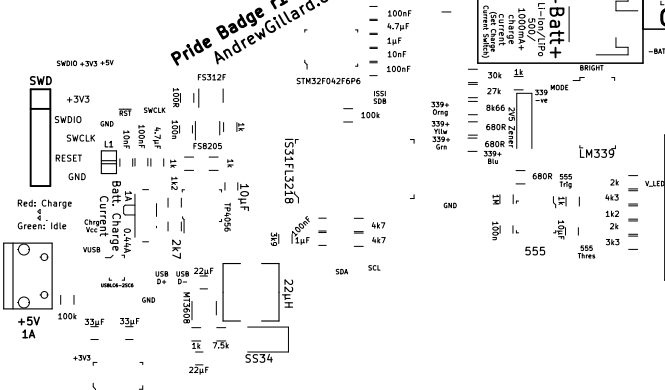 Pride Badge
AndrewGillard.
-Batt+
Li-Ion/LiPo
500/
1000mA+
charge
current
(Set Charge
Current Switch)
-BAT
100nF
4.7µF
1µF
10nF
100nF
STM32F042F6P6
ISSI
SDB
100k
SWDIO +3V3 +5V
SWD
+3V3
SWDIO
SWCLK
RESET
GND
FS312F
100R
100n
1k
FS8205
RST
SWCLK
GND
10nF
100nF
4.7µF
L1
1k
1k
1k2
IS31FL3218
BRIGHT
30k
1k
27k
339
-ve
MODE
8k66
680R
680R
2V5 Zener
339+
Orng
339+
Yllw
339+
Grn
339+
Blu
LM339
680R
555
Trig
2k
V_LED
4k3
1k2
2k
3k3
1M
1k
100n
10µF
555
555
Thres
GND
Red: Charge
Green: Idle
Batt. Charge
Current
1A
0.44A
Chrg
Vcc
VUSB
2k7
TP4056
10µF
3k9
100nF
1µF
4k7
4k7
SDA
SCL
USBLC6-2SC6
USB
D+
USB
D-
22µF
GND
MT3608
22µH
+5V
1A
100k
33µF
33µF
1k
7.5k
SS34
22µF
+3V3